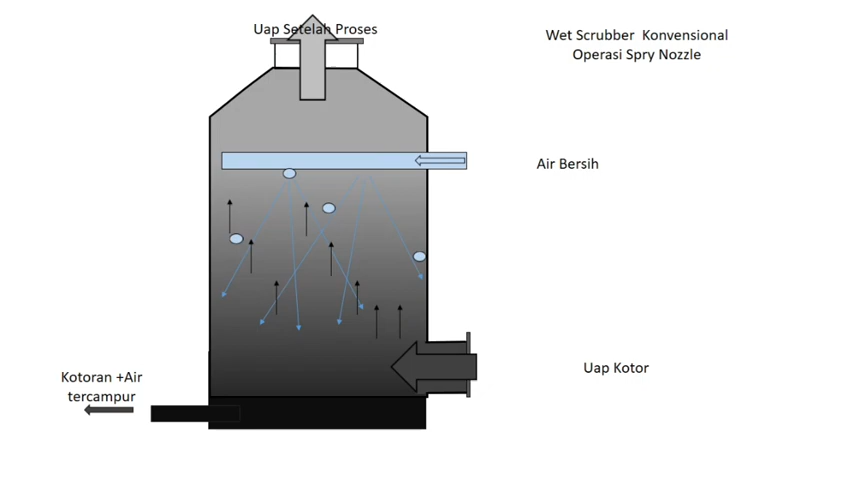 Uap Setelah Proses
Wet Scrubber Konvensional
Operasi Spry Nozzle
Air Bersih
Uap Kotor
Kotoran +Air
tercampur